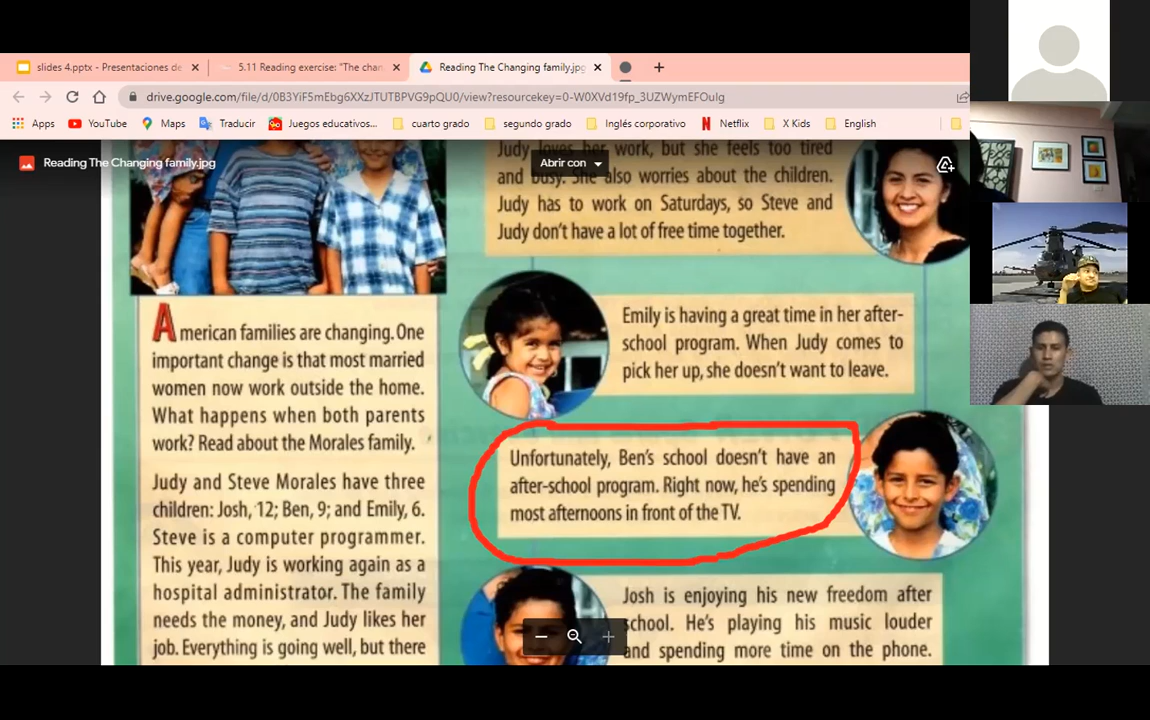 slides 4.pptx - Presentaciones de
5.11 Reading exercise: "The chan
Reading The Changing family.jpg
drive.google.com/file/d/0B3YiF5mEbg6XXzJTUTBPVG9pQU0/view?resourcekey=0-W0XVd19fp_3UZWymEFOulg
Apps YouTube Maps Traducir Juegos educativos... cuarto grado segundo grado Inglés corporativo Netflix X Kids English
Reading The Changing family.jpg
Abrir con
Judy loves her work, but she feels too tired
and busy. She also worries about the children.
Judy has to work on Saturdays, so Steve and
Judy don't have a lot of free time together.
American families are changing. One
important change is that most married
women now work outside the home.
What happens when both parents
work? Read about the Morales family.
Judy and Steve Morales have three
children: Josh, 12; Ben, 9; and Emily, 6.
Steve is a computer programmer.
This year, Judy is working again as a
hospital administrator. The family
needs the money, and Judy likes her
job. Everything is going well, but there
Emily is having a great time in her after-
school program. When Judy comes to
pick her up, she doesn't want to leave.
Unfortunately, Ben's school doesn't have an
after-school program. Right now, he's spending
most afternoons in front of the TV.
Josh is enjoying his new freedom after
school. He's playing his music louder
and spending more time on the phone.